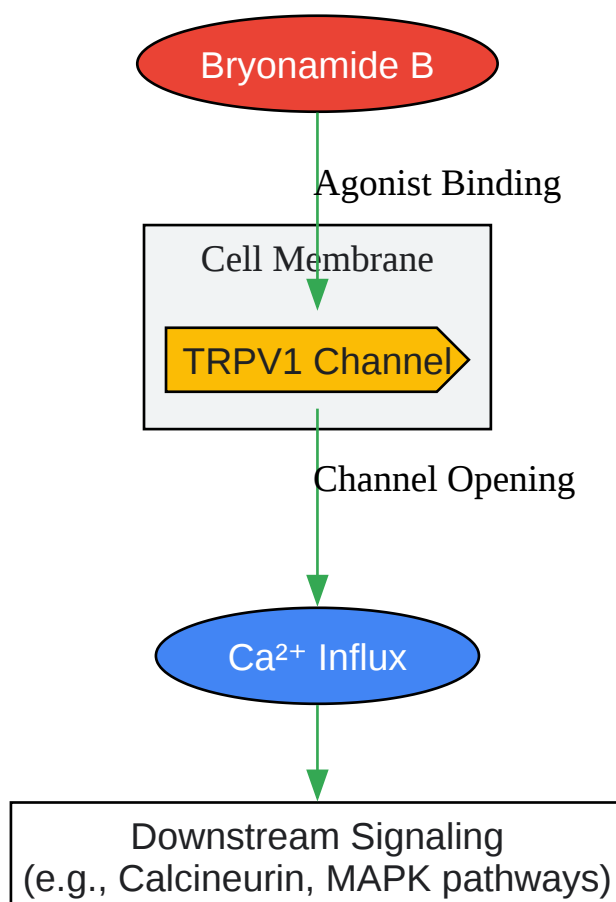 Bryonamide B
Agonist Binding
Cell Membrane
TRPV1 Channel
Channel Opening
Ca²⁺ Influx
Downstream Signaling
(e.g., Calcineurin, MAPK pathways)